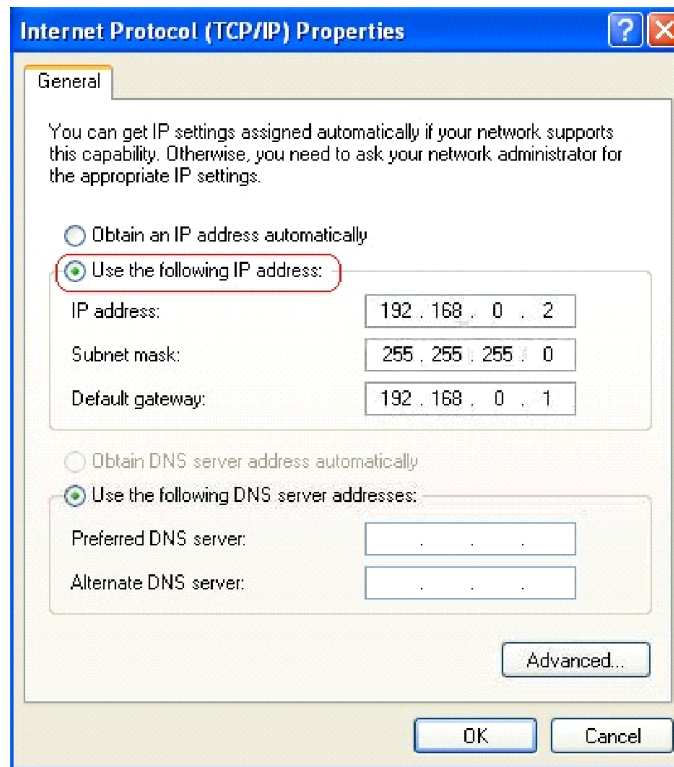 Internet Protocol (TCP/IP) Properties
General
You can get IP settings assigned automatically if your network supports
this capability. Otherwise, you need to ask your network administrator for
the appropriate IP settings.
Obtain an IP address automatically
Use the following IP address:
IP address: 192 . 168 . 0 . 2
Subnet mask: 255 . 255 . 255 . 0
Default gateway: 192 . 168 . 0 . 1
Obtain DNS server address automatically
Use the following DNS server addresses:
Preferred DNS server: . . .
Alternate DNS server: . . .
Advanced...
OK Cancel